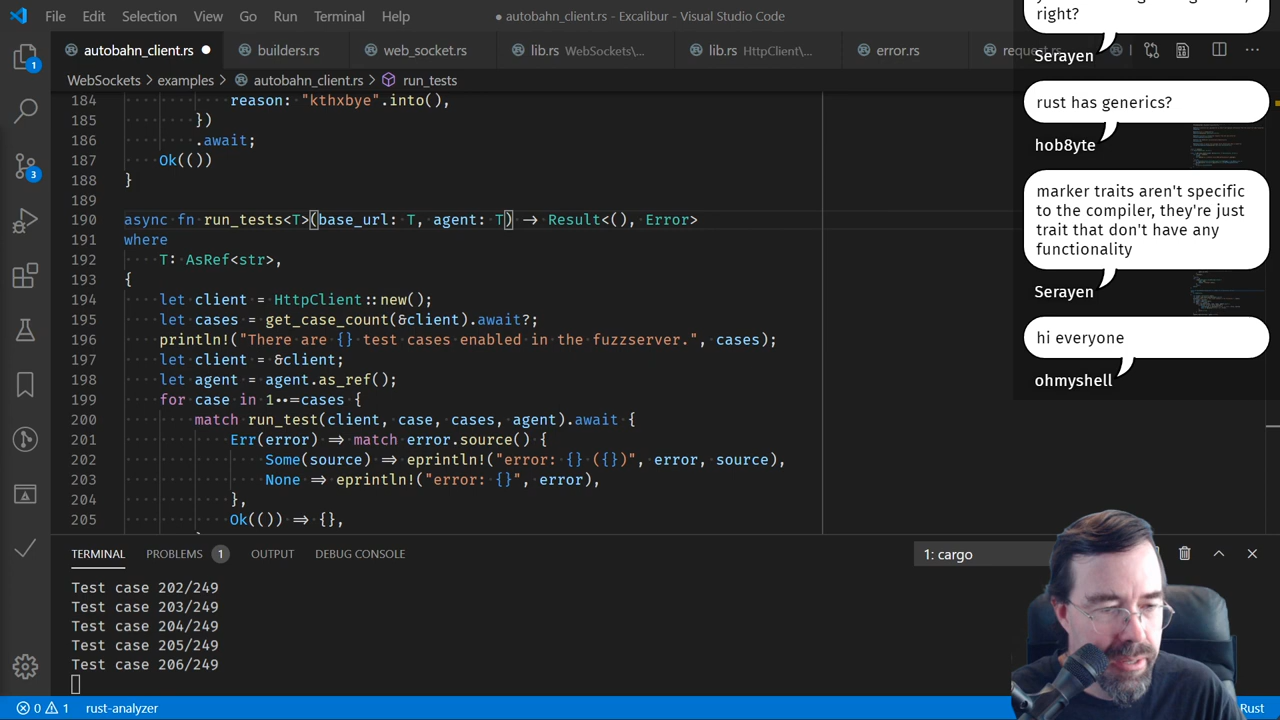 File Edit Selection View Go Run Terminal Help
● autobahn_client.rs - Excalibur - Visual Studio Code
autobahn_client.rs ● builders.rs web_socket.rs lib.rs WebSockets\... lib.rs HttpClient\... error.rs
WebSockets > examples > autobahn_client.rs > run_tests
184 reason: "kthxbye".into(),
185 })
186 .await;
187 Ok(())
188 }
189
190 async fn run_tests<T>(base_url: T, agent: T) -> Result<(), Error>
191 where
192 T: AsRef<str>,
193 {
194 let client = HttpClient::new();
195 let cases = get_case_count(&client).await?;
196 println!("There are {} test cases enabled in the fuzzserver.", cases);
197 let client = &client;
198 let agent = agent.as_ref();
199 for case in 1..=cases {
200 match run_test(client, case, cases, agent).await {
201 Err(error) => match error.source() {
202 Some(source) => eprintln!("error: {} ({})", error, source),
203 None => eprintln!("error: {}", error),
204 },
205 Ok(()) => {},
right?
Serayen
rust has generics?
hob8yte
marker traits aren't specific
to the compiler, they're just
trait that don't have any
functionality
Serayen
hi everyone
ohmyshell
1
3
TERMINAL PROBLEMS 1 OUTPUT DEBUG CONSOLE 1: cargo
Test case 202/249
Test case 203/249
Test case 204/249
Test case 205/249
Test case 206/249
0 1 rust-analyzer Rust